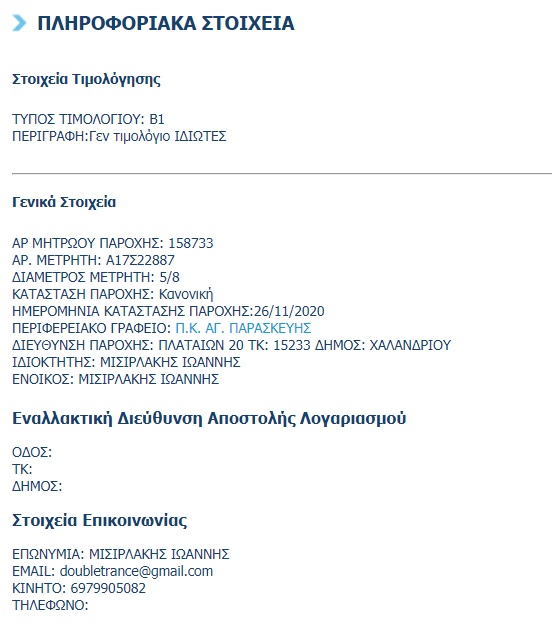 ΠΛΗΡΟΦΟΡΙΑΚΑ ΣΤΟΙΧΕΙΑ
Στοιχεία Τιμολόγησης
ΤΥΠΟΣ ΤΙΜΟΛΟΓΙΟΥ: Β1
ΠΕΡΙΓΡΑΦΗ:Γεν τιμολόγιο ΙΔΙΩΤΕΣ
Γενικά Στοιχεία
ΑΡ ΜΗΤΡΩΟΥ ΠΑΡΟΧΗΣ: 158733
ΑΡ. ΜΕΤΡΗΤΗ: Α17Σ22887
ΔΙΑΜΕΤΡΟΣ ΜΕΤΡΗΤΗ: 5/8
ΚΑΤΑΣΤΑΣΗ ΠΑΡΟΧΗΣ: Κανονική
ΗΜΕΡΟΜΗΝΙΑ ΚΑΤΑΣΤΑΣΗΣ ΠΑΡΟΧΗΣ:26/11/2020
ΠΕΡΙΦΕΡΕΙΑΚΟ ΓΡΑΦΕΙΟ: Π.Κ. ΑΓ. ΠΑΡΑΣΚΕΥΗΣ
ΔΙΕΥΘΥΝΣΗ ΠΑΡΟΧΗΣ: ΠΛΑΤΑΙΩΝ 20 ΤΚ: 15233 ΔΗΜΟΣ: ΧΑΛΑΝΔΡΙΟΥ
ΙΔΙΟΚΤΗΤΗΣ: ΜΙΣΙΡΛΑΚΗΣ ΙΩΑΝΝΗΣ
ΕΝΟΙΚΟΣ: ΜΙΣΙΡΛΑΚΗΣ ΙΩΑΝΝΗΣ
Εναλλακτική Διεύθυνση Αποστολής Λογαριασμού
ΟΔΟΣ:
ΤΚ:
ΔΗΜΟΣ:
Στοιχεία Επικοινωνίας
ΕΠΩΝΥΜΙΑ: ΜΙΣΙΡΛΑΚΗΣ ΙΩΑΝΝΗΣ
EMAIL: doubletrance@gmail.com
ΚΙΝΗΤΟ: 6979905082
ΤΗΛΕΦΩΝΟ: